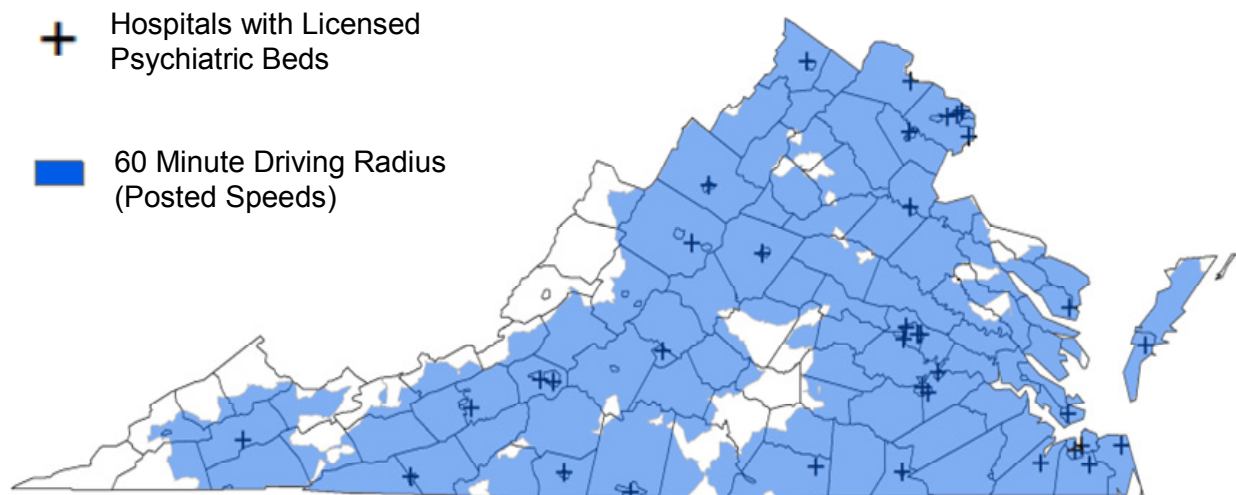 Hospitals with Licensed
Psychiatric Beds
60 Minute Driving Radius
(Posted Speeds)